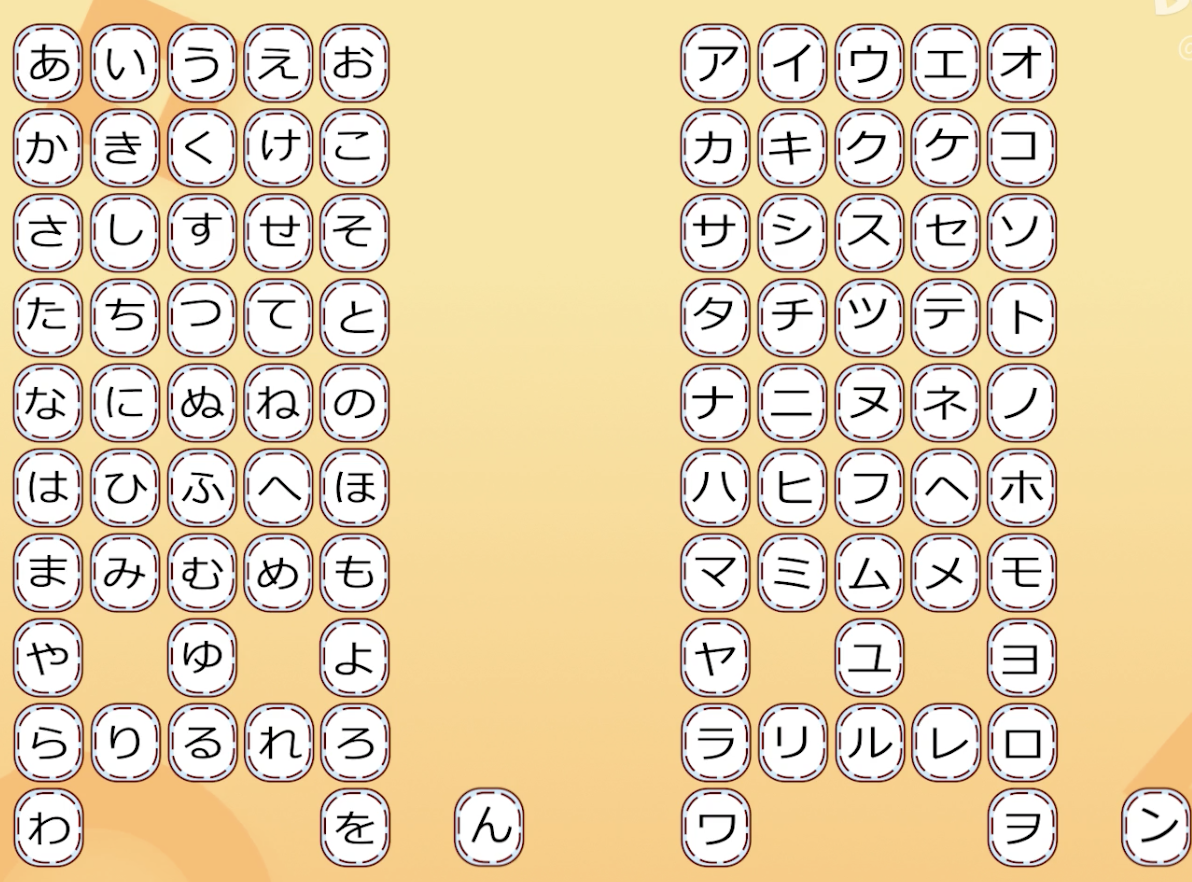 あ い う え お ア イ ウ エ オ
か き く け こ カ キ ク ケ コ
さ し す せ そ サ シ ス セ ソ
た ち つ て と タ チ ツ テ ト
な に ぬ ね の ナ ニ ヌ ネ ノ
は ひ ふ へ ほ ハ ヒ フ ヘ ホ
ま み む め も マ ミ ム メ モ
や ゆ よ ヤ ユ ヨ
ら り る れ ろ ラ リ ル レ ロ
わ を ん ワ ヲ ン